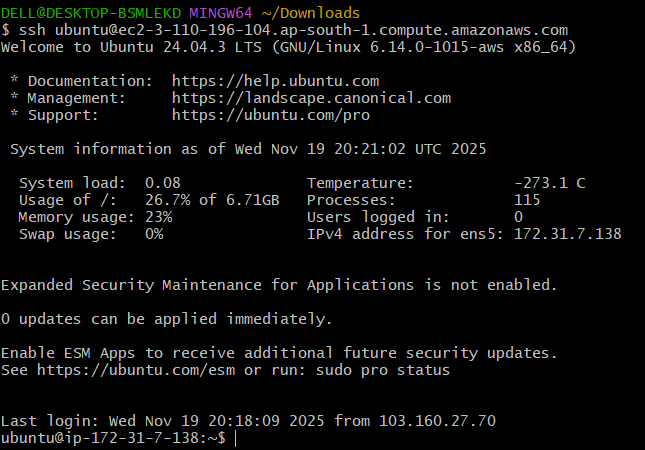 DELL@DESKTOP-BSMLEKD MINGW64 ~/Downloads
$ ssh ubuntu@ec2-3-110-196-104.ap-south-1.compute.amazonaws.com
Welcome to Ubuntu 24.04.3 LTS (GNU/Linux 6.14.0-1015-aws x86_64)

 * Documentation:  https://help.ubuntu.com
 * Management:     https://landscape.canonical.com
 * Support:        https://ubuntu.com/pro

 System information as of Wed Nov 19 20:21:02 UTC 2025

  System load:  0.08              Temperature:           -273.1 C
  Usage of /:   26.7% of 6.71GB   Processes:             115
  Memory usage: 23%               Users logged in:       0
  Swap usage:   0%                IPv4 address for ens5: 172.31.7.138


Expanded Security Maintenance for Applications is not enabled.

0 updates can be applied immediately.

Enable ESM Apps to receive additional future security updates.
See https://ubuntu.com/esm or run: sudo pro status


Last login: Wed Nov 19 20:18:09 2025 from 103.160.27.70
ubuntu@ip-172-31-7-138:~$